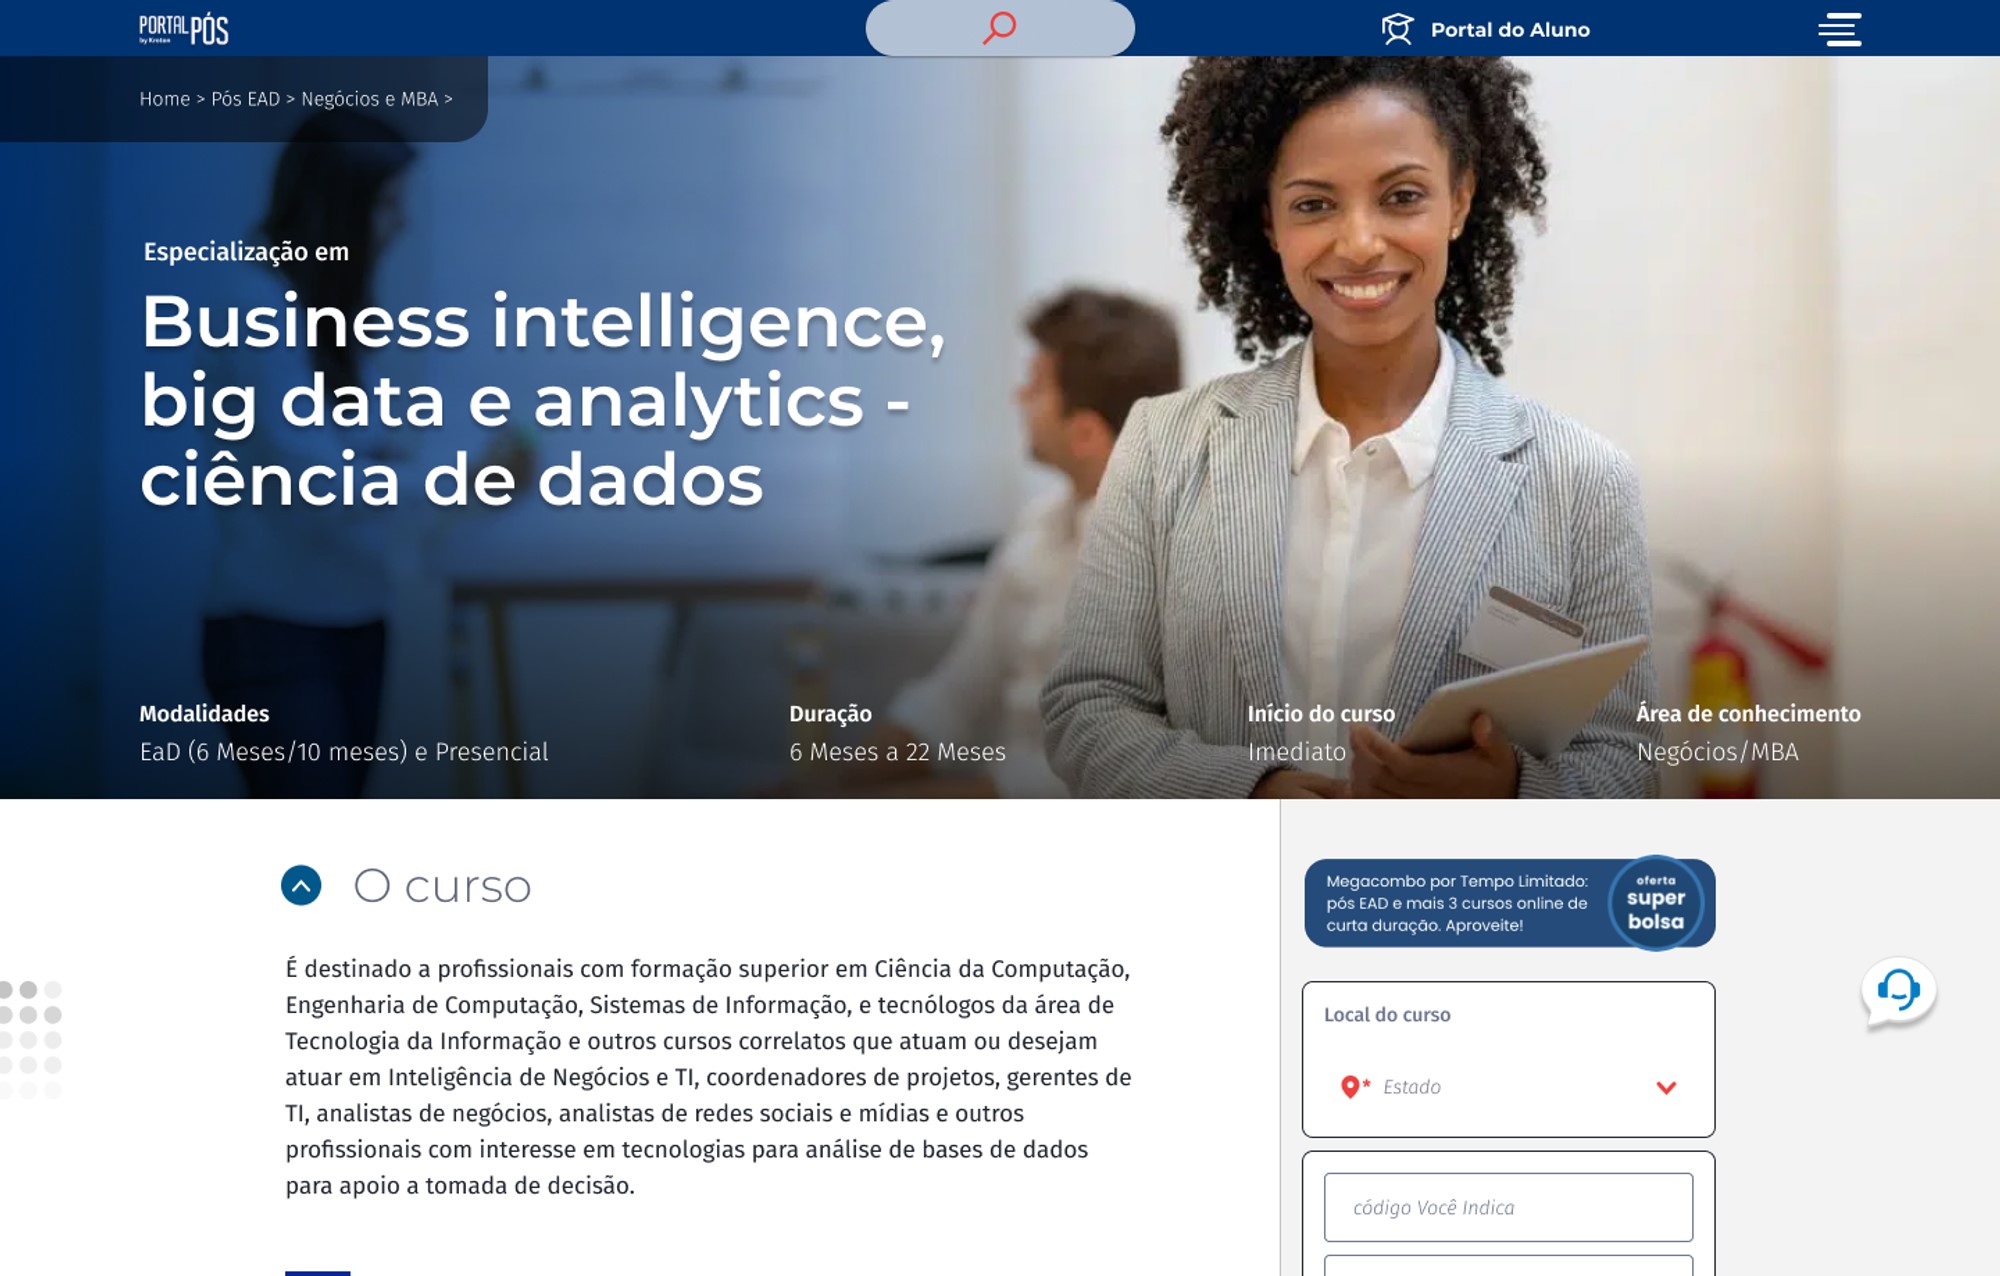 PORTAL PÓS
by Kroton
Portal do Aluno
Home > Pós EAD > Negócios e MBA >
Especialização em
Business intelligence,
big data e analytics -
ciência de dados
Modalidades
EaD (6 Meses/10 meses) e Presencial
Duração
6 Meses a 22 Meses
Início do curso
Imediato
Área de conhecimento
Negócios/MBA
O curso
É destinado a profissionais com formação superior em Ciência da Computação,
Engenharia de Computação, Sistemas de Informação, e tecnólogos da área de
Tecnologia da Informação e outros cursos correlatos que atuam ou desejam
atuar em Inteligência de Negócios e TI, coordenadores de projetos, gerentes de
TI, analistas de negócios, analistas de redes sociais e mídias e outros
profissionais com interesse em tecnologias para análise de bases de dados
para apoio a tomada de decisão.
Megacombo por Tempo Limitado:
pós EAD e mais 3 cursos online de
curta duração. Aproveite!
oferta
super
bolsa
Local do curso
* Estado
código Você Indica